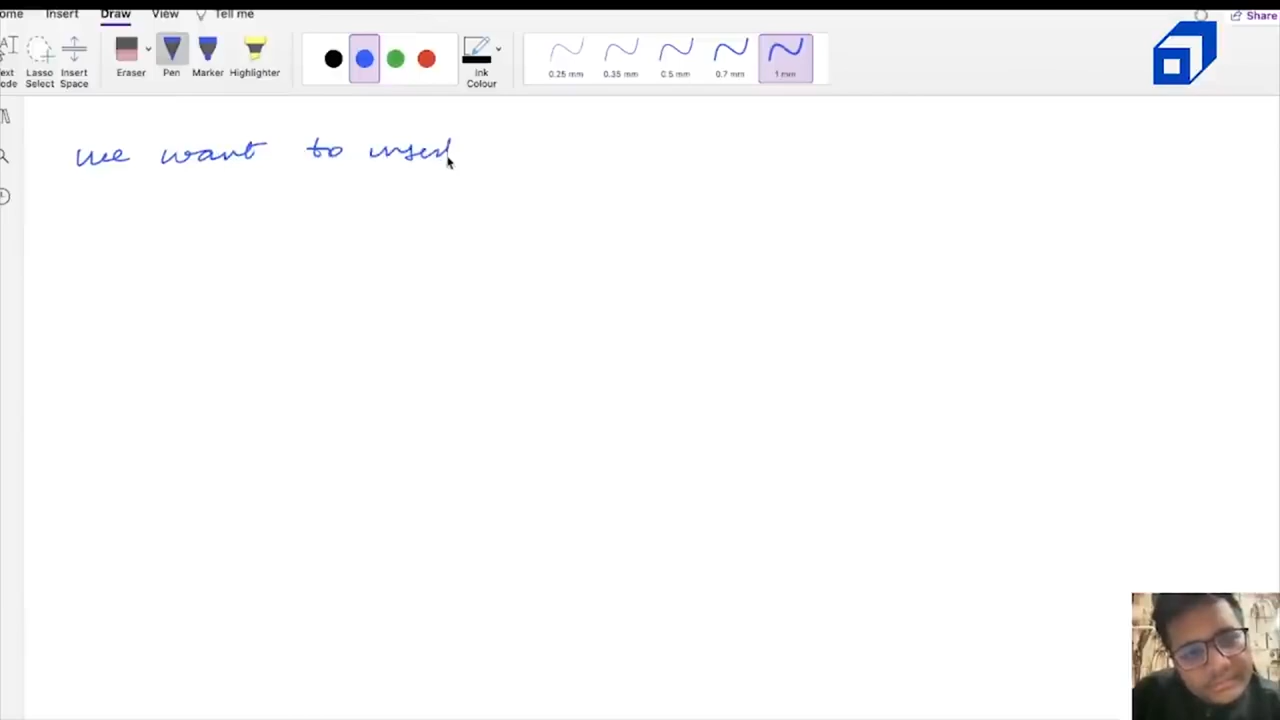 ome Insert Draw View Tell me
Share
Eraser Pen Marker Highlighter
Lasso Select
Insert Space
Ink Colour
0.25 mm 0.35 mm 0.5 mm 0.7 mm 1 mm
we want to inser